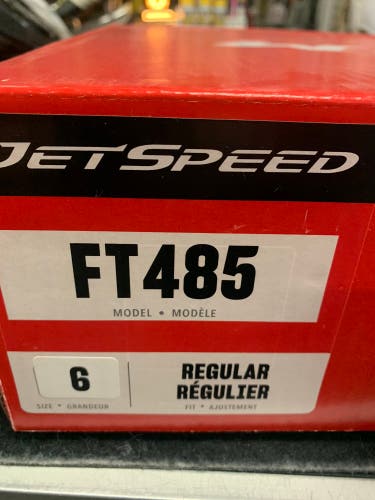 JETSPEED
FT485
MODEL • MODÈLE
6
SIZE • GRANDEUR
REGULAR
RÉGULIER
FIT • AJUSTEMENT